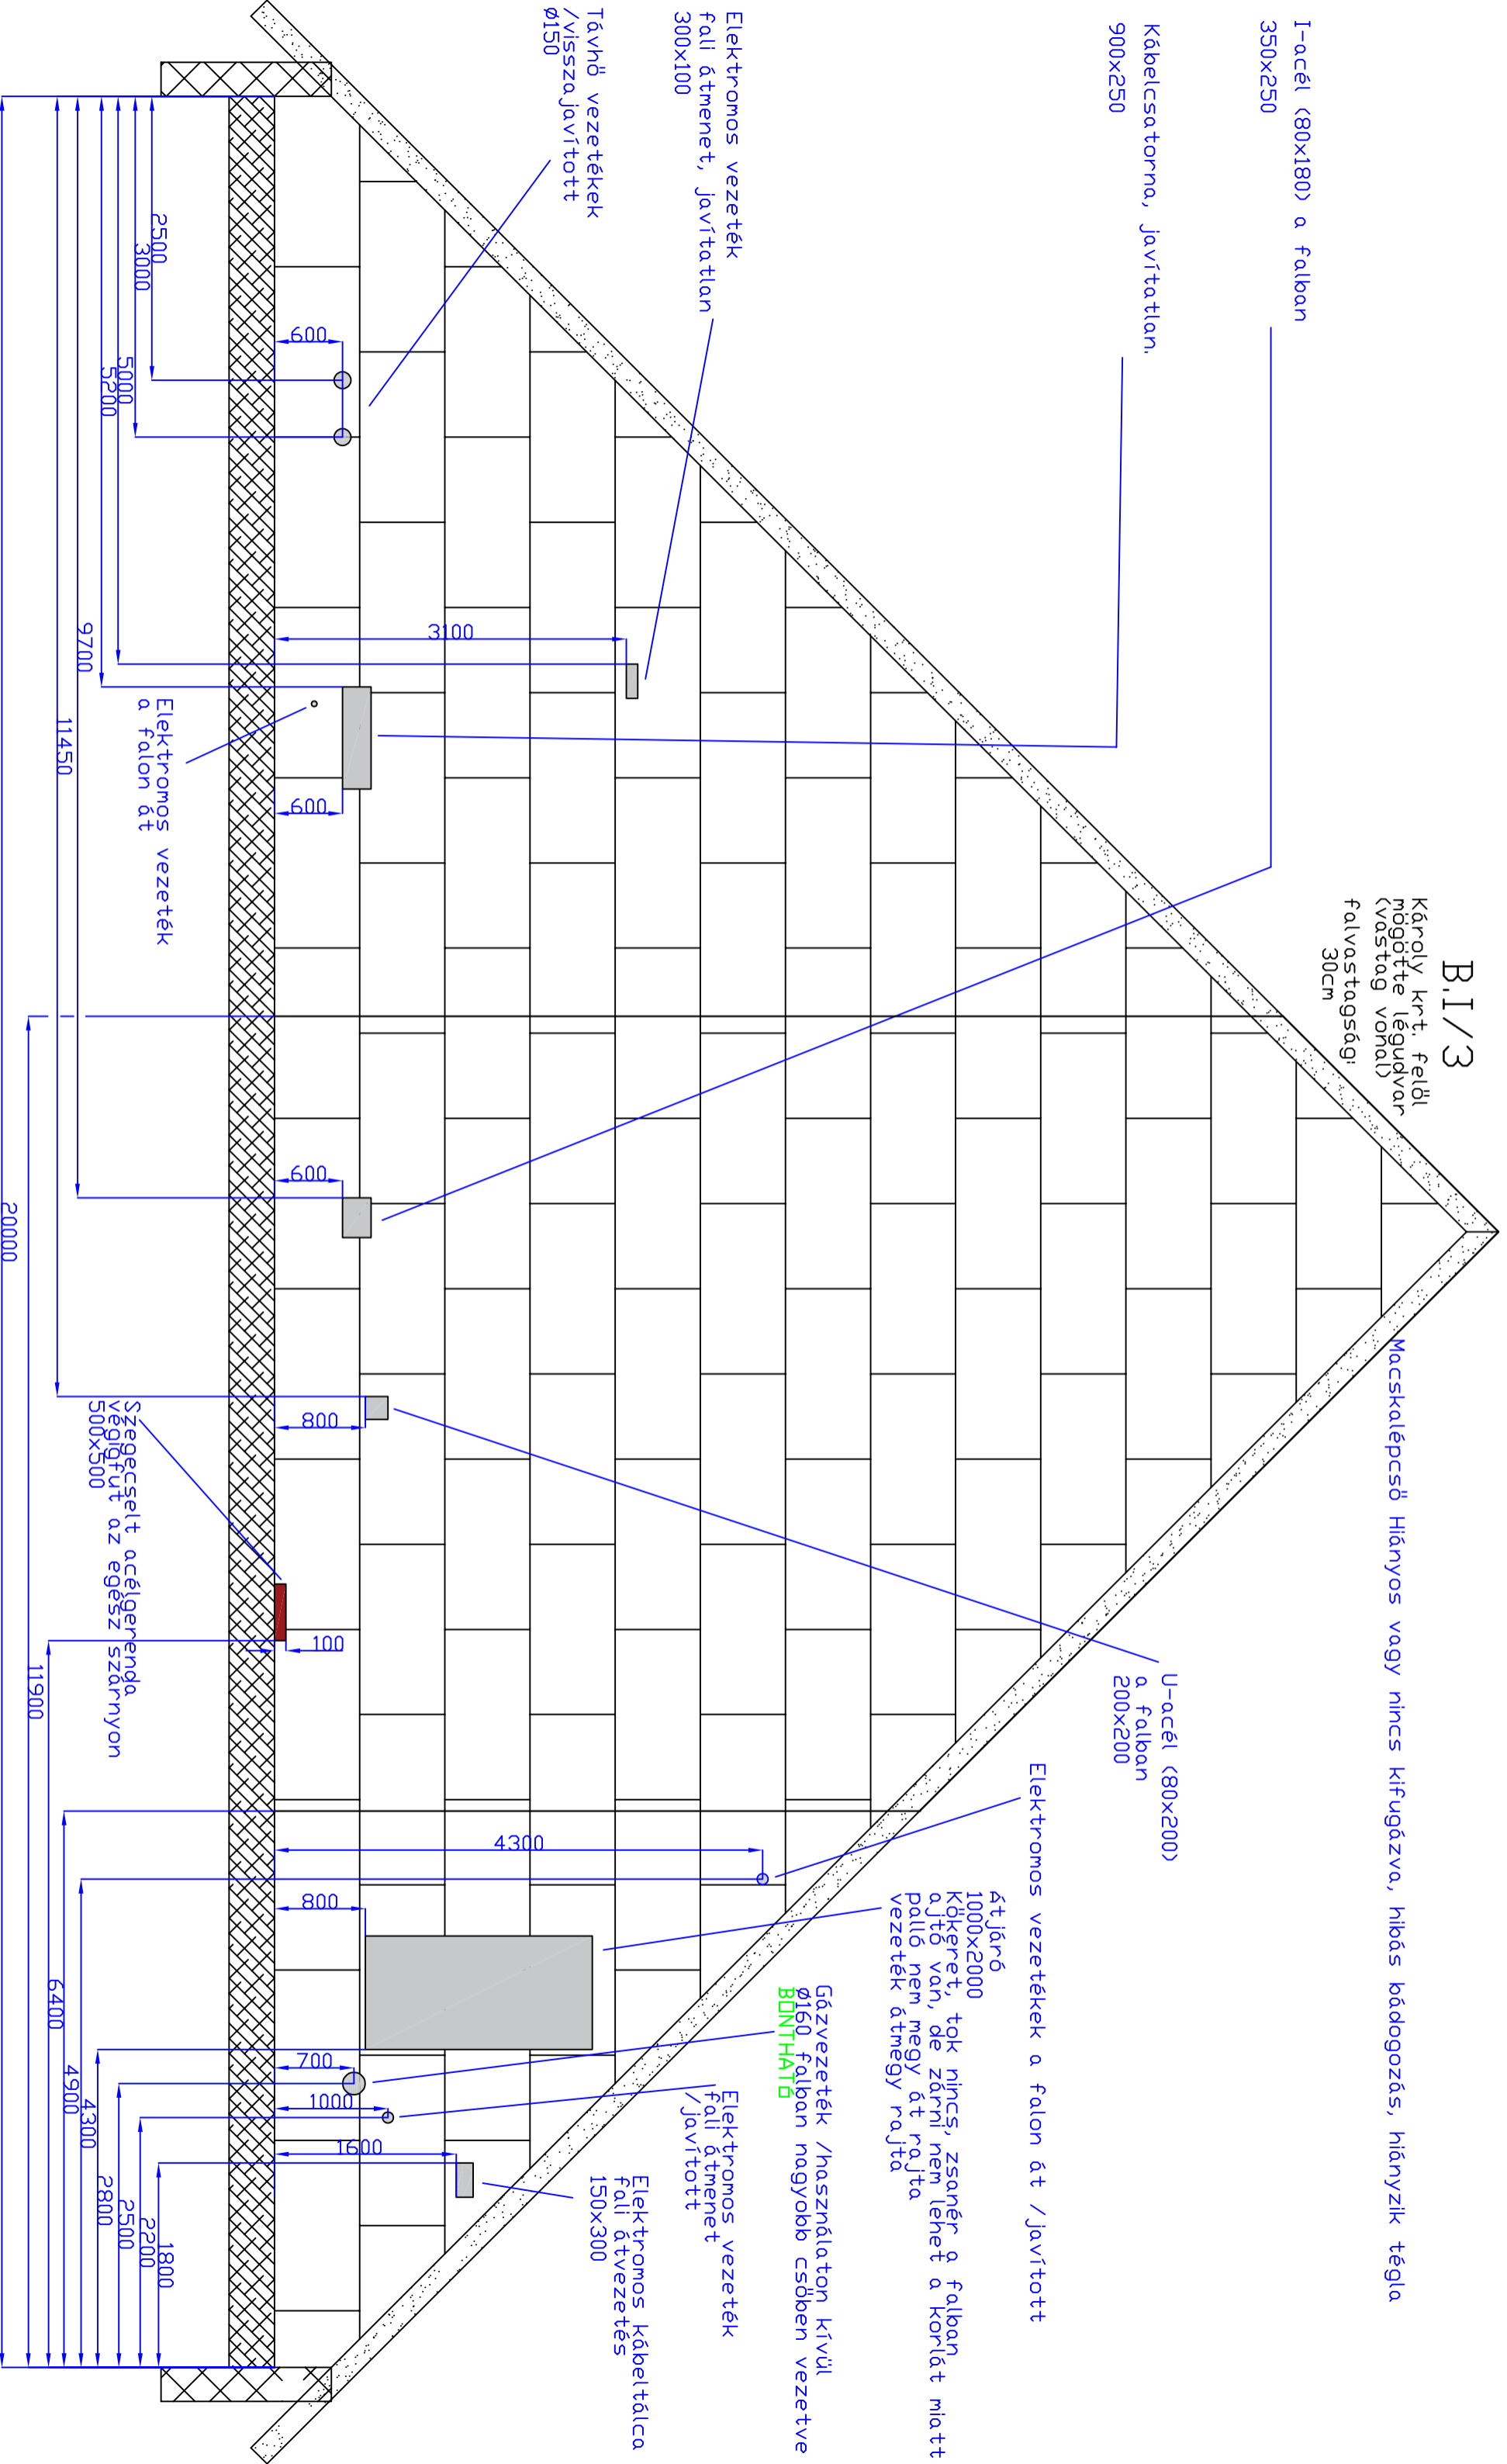 B.I/3
Károly krt. felől
mögötte légudvar
(vastag vonal)
falvastagság:
30cm
I-acél (80x180) a falban
350x250
Kábelcsatorna, javítatlan.
900x250
Elektromos vezeték
fali átmenet, javítatlan
300x100
Távhő vezetékek
/visszajavított
Ø150
Macskalépcső Hiányos vagy nincs kifugázva, hibás bádogozás, hiányzik tégla
U-acél (80x200)
a falban
200x200
Elektromos vezetékek a falon át /javított
Átjáró
1000x2000
Kőkeret, tok nincs, zsanér a falban
ajtó van, de zárni nem lehet a korlát miatt
palló nem megy át rajta
vezeték átmegy rajta
Gázvezeték /használaton kívül
Ø160 falban nagyobb csőben vezetve
BONTHATÓ
Elektromos vezeték
fali átmenet
/javított
Elektromos kábeltálca
fali átvezetés
150x300
Elektromos vezeték
a falon át
Szegecselt acélgerenda
végigfut az egész szárnyon
500x500
600
3100
600
600
800
100
4300
800
700
1000
1600
2500
3000
5000
5200
9700
11450
20000
11900
6400
4900
4300
2800
2500
2200
1800